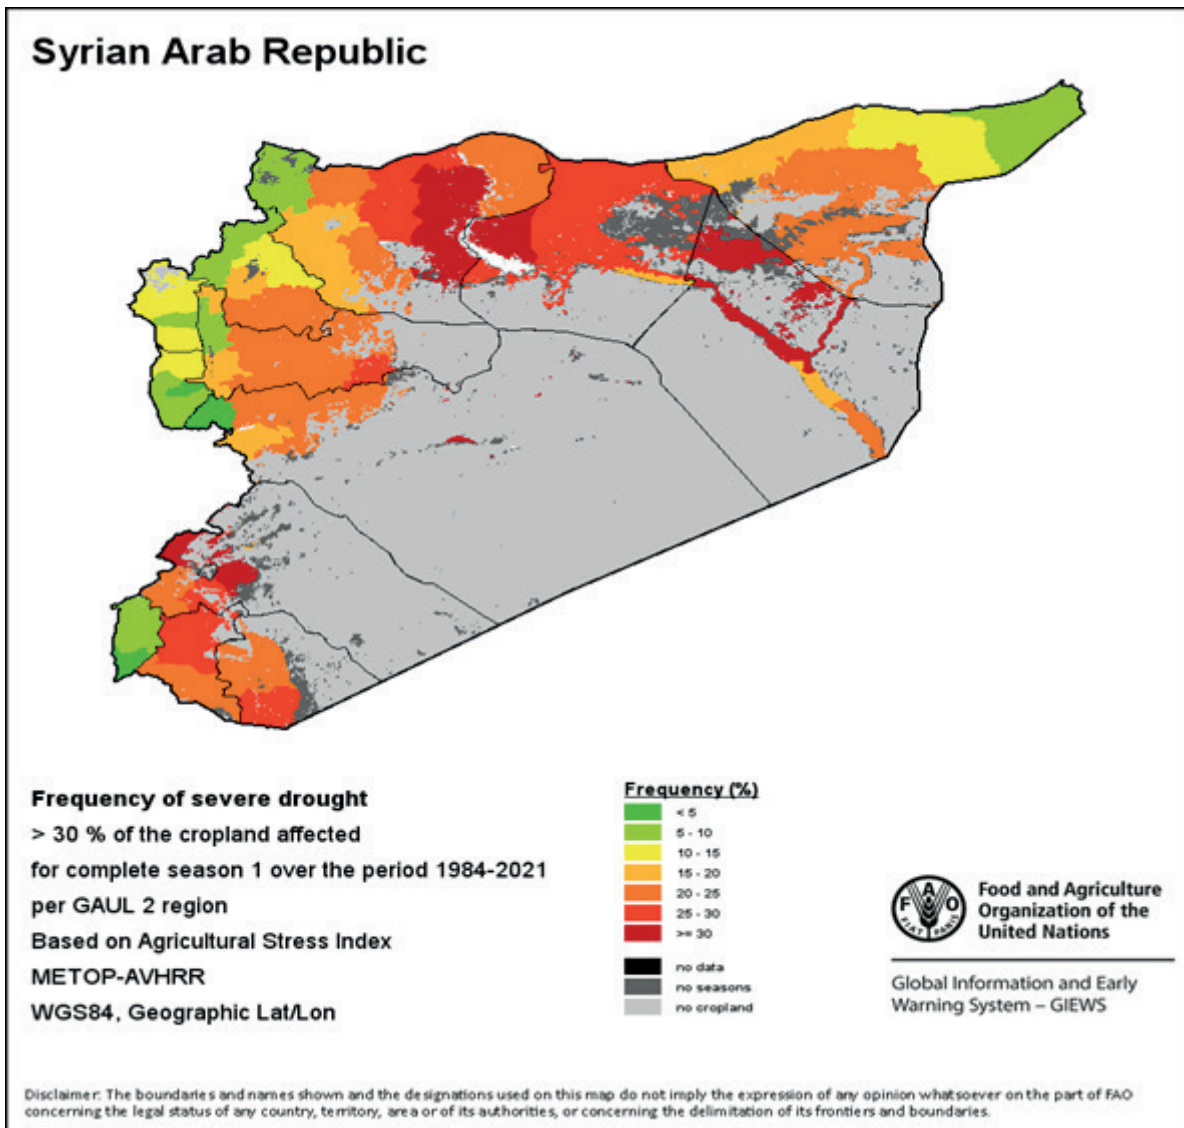 Syrian Arab Republic
Frequency of severe drought
> 30 % of the cropland affected
for complete season 1 over the period 1984-2021
per GAUL 2 region
Based on Agricultural Stress Index
METOP-AVHRR
WGS84, Geographic Lat/Lon
Frequency (%)
< 5
5 - 10
10 - 15
15 - 20
20 - 25
25 - 30
>= 30
no data
no seasons
no cropland
F A O
FIAT PANIS
Food and Agriculture
Organization of the
United Nations
Global Information and Early
Warning System – GIEWS
Disclaimer: The boundaries and names shown and the designations used on this map do not imply the expression of any opinion whatsoever on the part of FAO
concerning the legal status of any country, territory, area or of its authorities, or concerning the delimitation of its frontiers and boundaries.